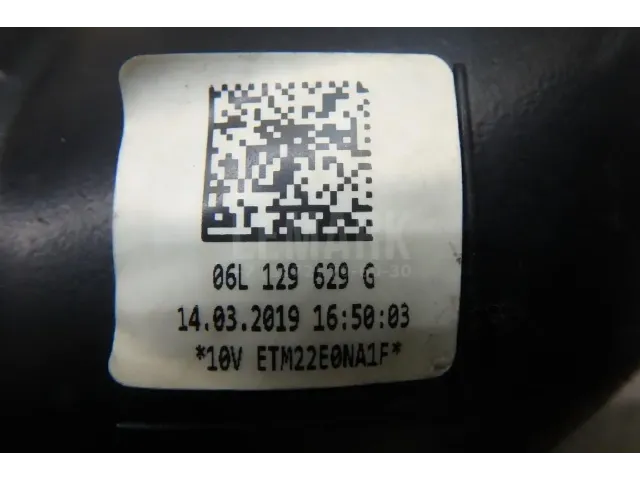 06L 129 629 G
14.03.2019 16:50:03
*10V ETM22E0NA1F*